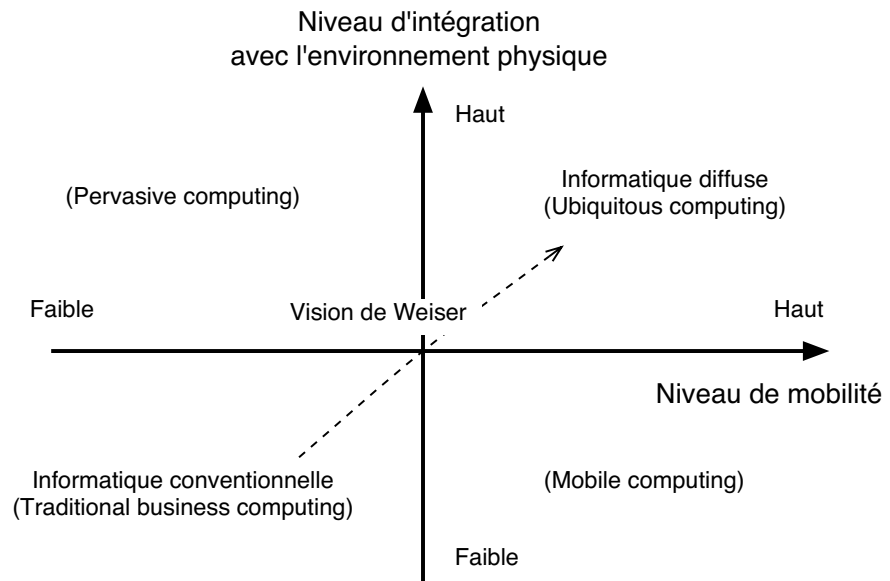 Niveau d'intégration
avec l'environnement physique
Haut
(Pervasive computing)
Informatique diffuse
(Ubiquitous computing)
Faible
Vision de Weiser
Haut
Niveau de mobilité
Informatique conventionnelle
(Traditional business computing)
(Mobile computing)
Faible